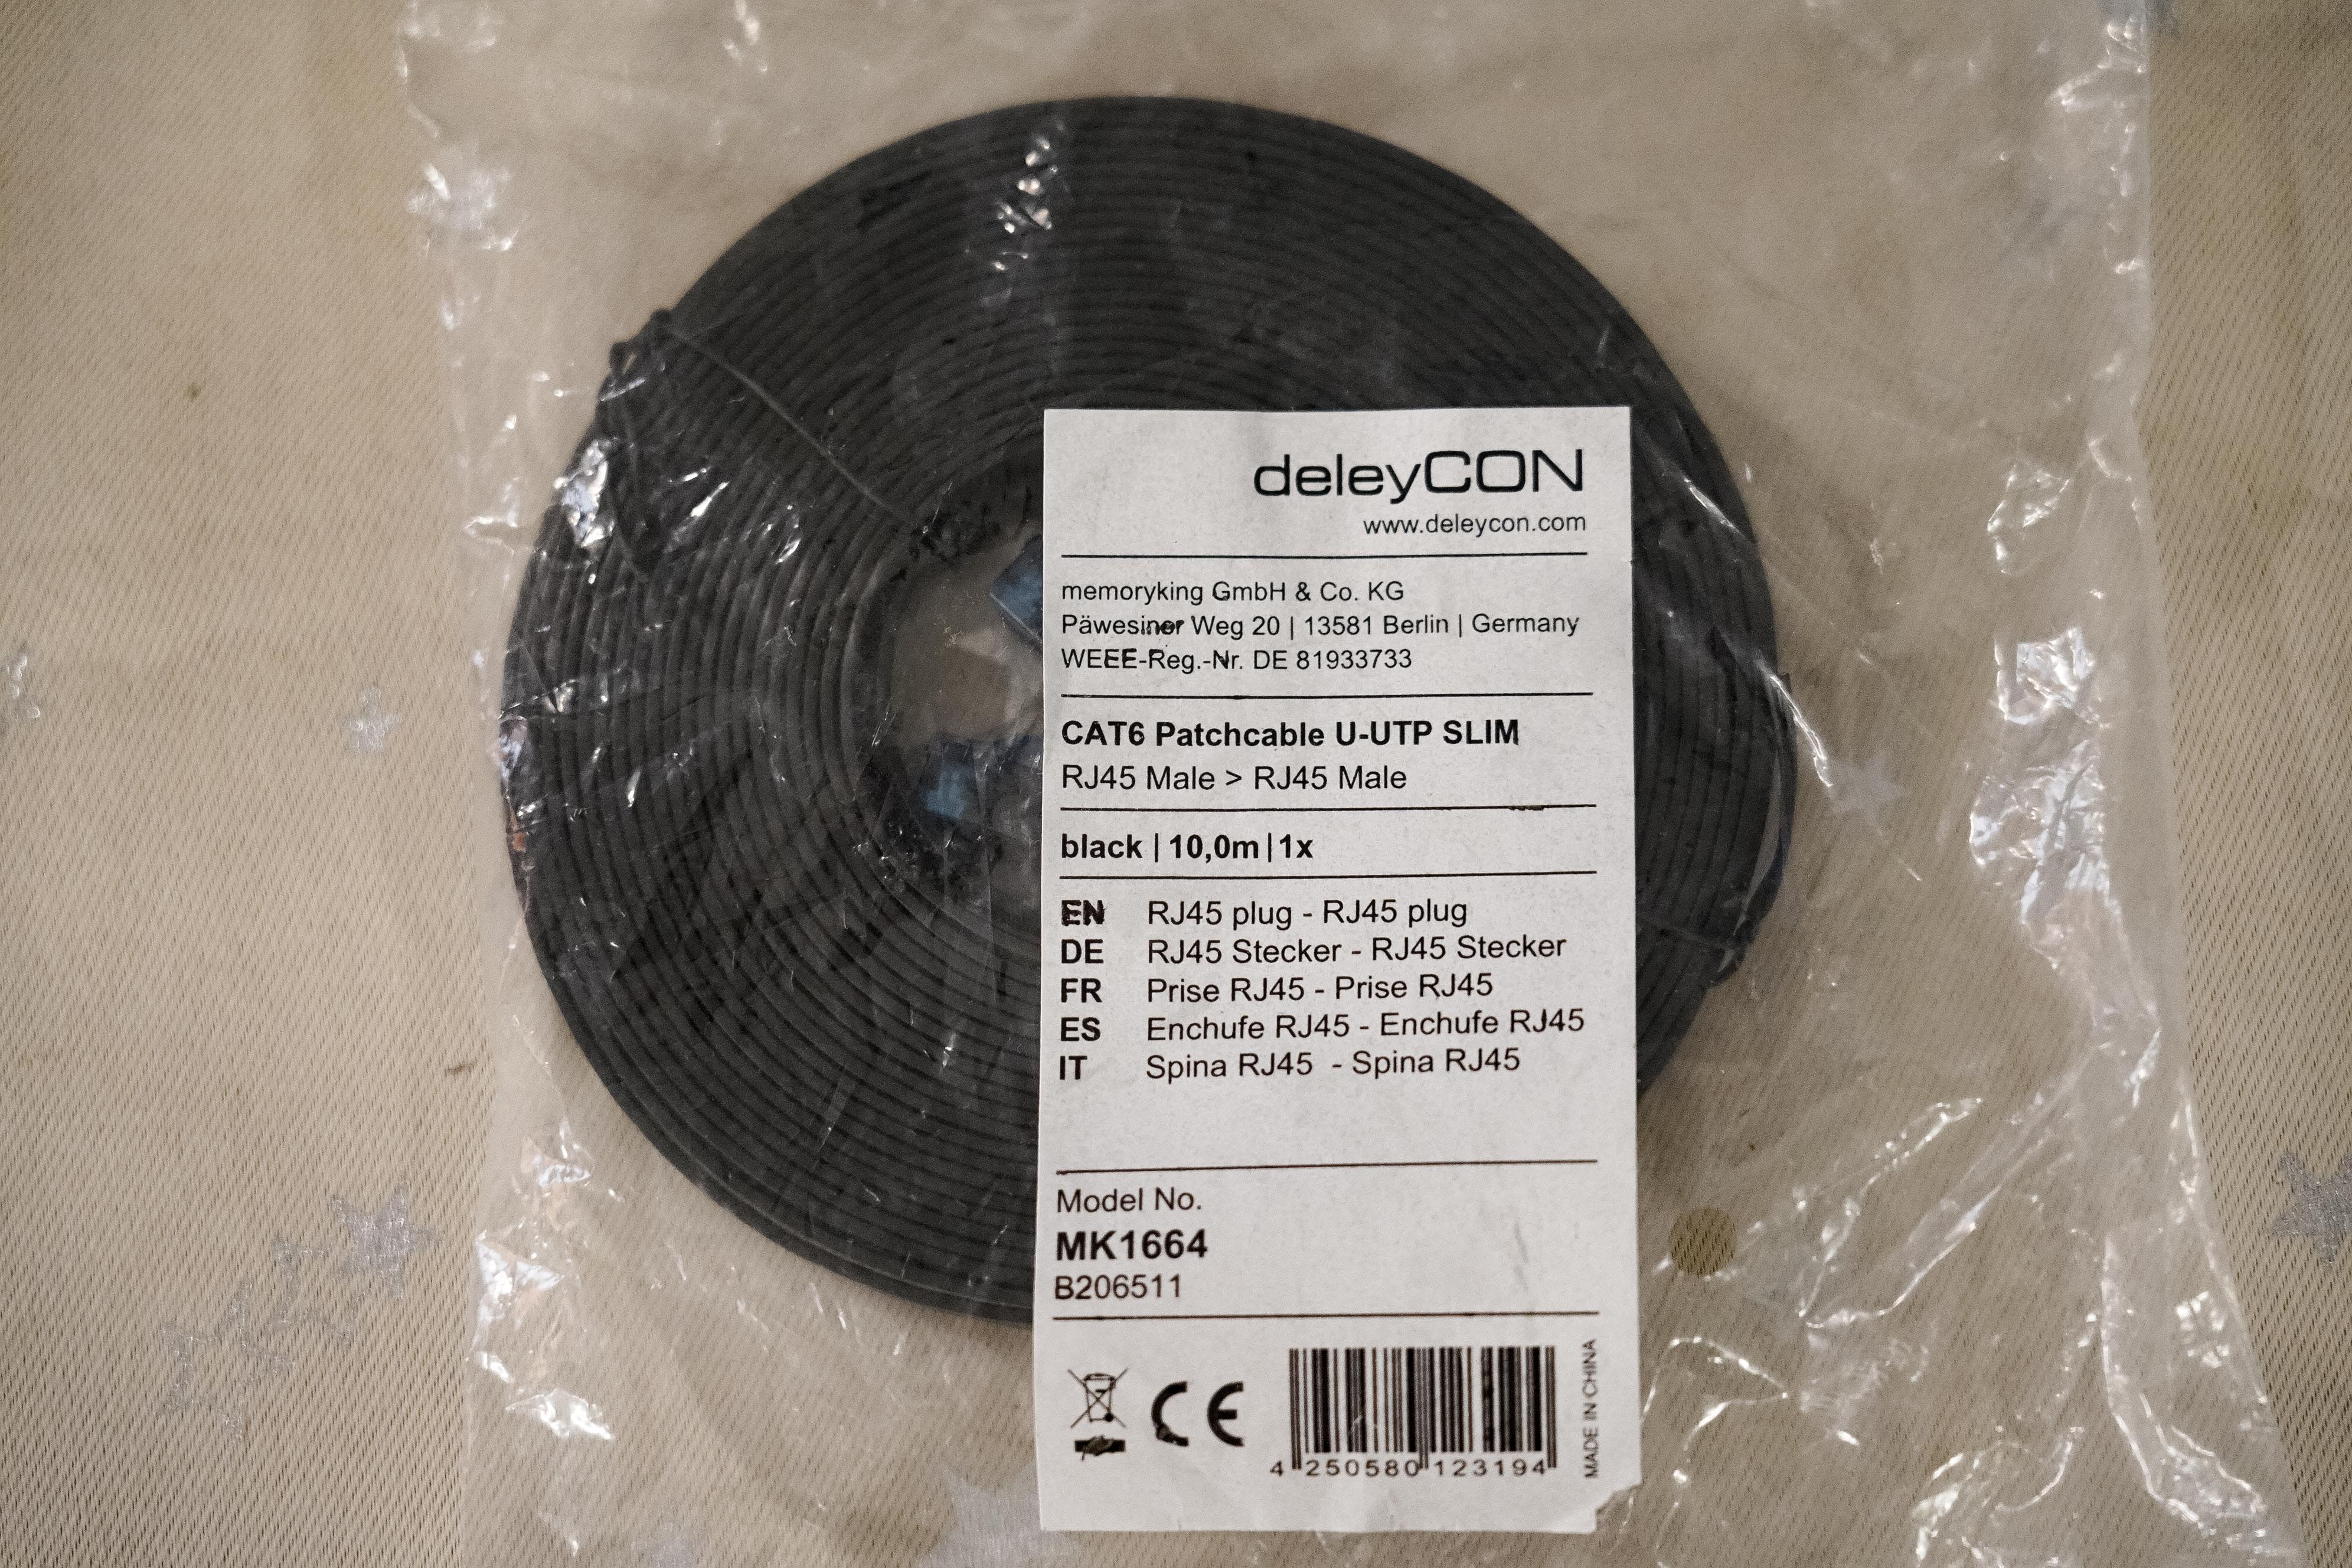 deleyCON
www.deleycon.com
memoryking GmbH & Co. KG
Päwesiner Weg 20 | 13581 Berlin | Germany
WEEE-Reg.-Nr. DE 81933733
CAT6 Patchcable U-UTP SLIM
RJ45 Male > RJ45 Male
black | 10,0m | 1x
EN RJ45 plug - RJ45 plug
DE RJ45 Stecker - RJ45 Stecker
FR Prise RJ45 - Prise RJ45
ES Enchufe RJ45 - Enchufe RJ45
IT Spina RJ45 - Spina RJ45
Model No.
MK1664
B206511
CE
4 250580 123194
MADE IN CHINA